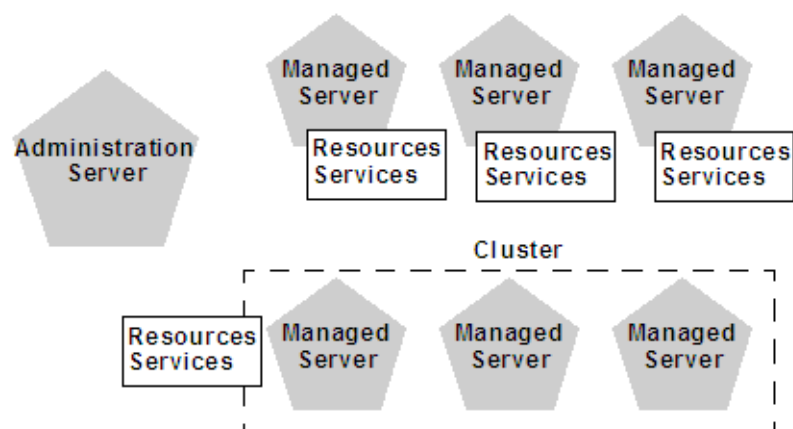 Managed
Server
Managed
Server
Managed
Server
Administration
Server
Resources
Services
Resources
Services
Resources
Services
Cluster
Resources
Services
Managed
Server
Managed
Server
Managed
Server